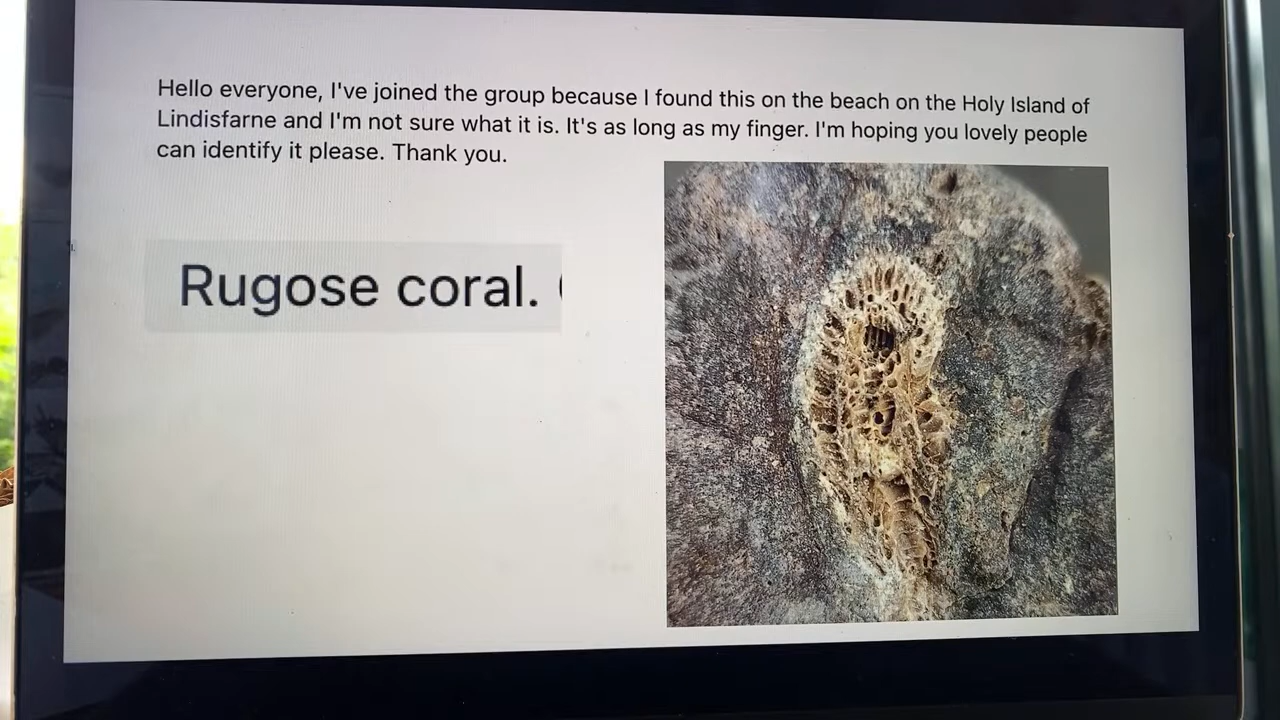 Hello everyone, I've joined the group because I found this on the beach on the Holy Island of
Lindisfarne and I'm not sure what it is. It's as long as my finger. I'm hoping you lovely people
can identify it please. Thank you.
Rugose coral.